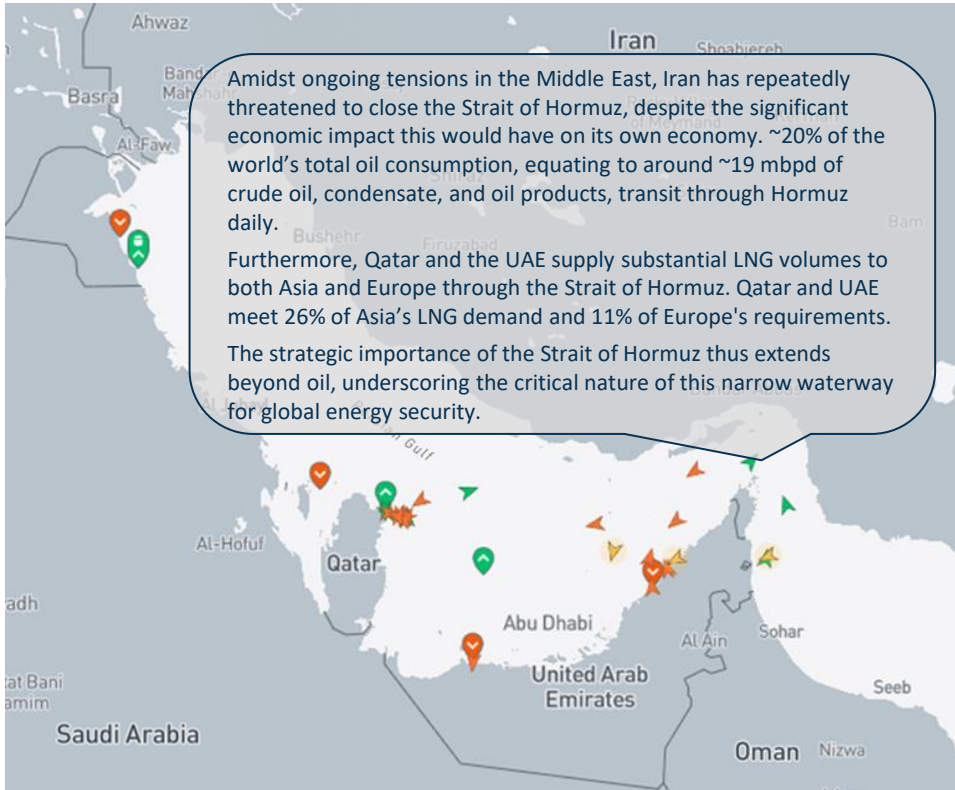 Ahwaz
Iran
Shoabjereh
Basra
Al-Faw
Amidst ongoing tensions in the Middle East, Iran has repeatedly
threatened to close the Strait of Hormuz, despite the significant
economic impact this would have on its own economy. ~20% of the
world’s total oil consumption, equating to around ~19 mbpd of
crude oil, condensate, and oil products, transit through Hormuz
daily.
Furthermore, Qatar and the UAE supply substantial LNG volumes to
both Asia and Europe through the Strait of Hormuz. Qatar and UAE
meet 26% of Asia’s LNG demand and 11% of Europe's requirements.
The strategic importance of the Strait of Hormuz thus extends
beyond oil, underscoring the critical nature of this narrow waterway
for global energy security.
Bushehr
Firuzabad
Bam
Gulf
Al-Hofuf
Qatar
Abu Dhabi
Al Ain
Sohar
United Arab
Emirates
Seeb
Saudi Arabia
Oman
Nizwa